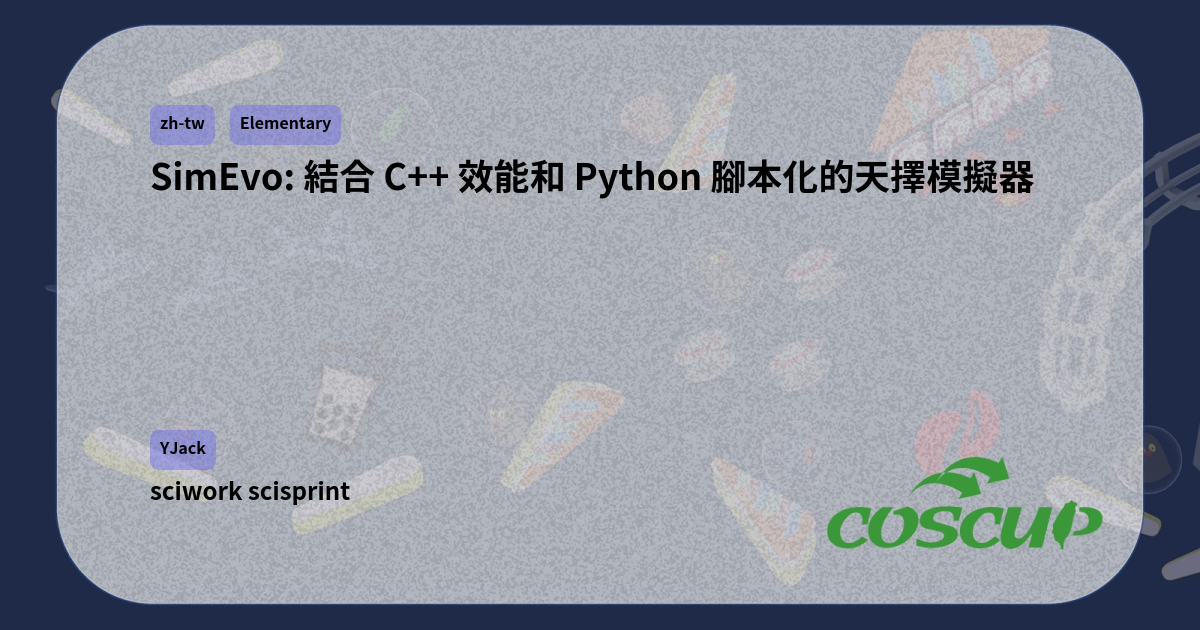 zh-tw Elementary
SimEvo: 結合 C++ 效能和 Python 腳本化的天擇模擬器
YJack
sciwork scisprint
COSCUP